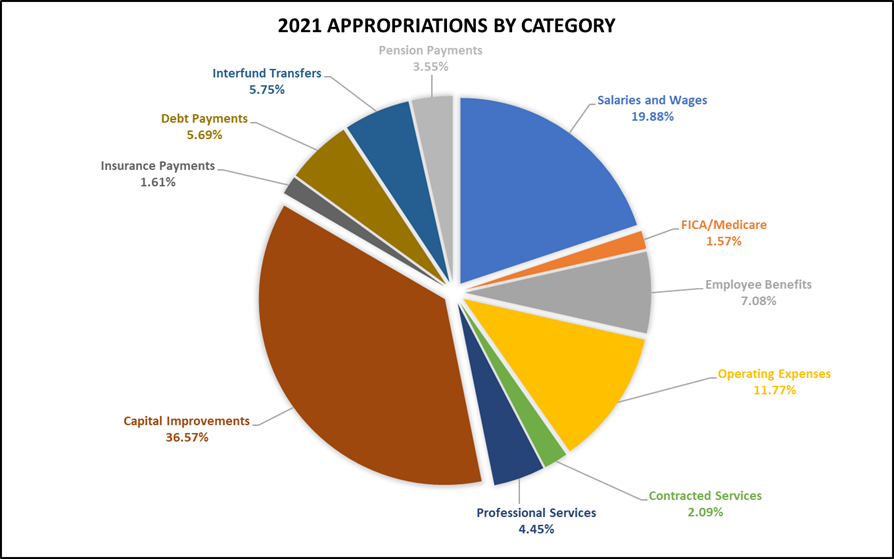 2021 APPROPRIATIONS BY CATEGORY
Pension Payments
3.55%
Interfund Transfers
5.75%
Salaries and Wages
19.88%
Debt Payments
5.69%
Insurance Payments
1.61%
FICA/Medicare
1.57%
Employee Benefits
7.08%
Operating Expenses
11.77%
Capital Improvements
36.57%
Contracted Services
2.09%
Professional Services
4.45%